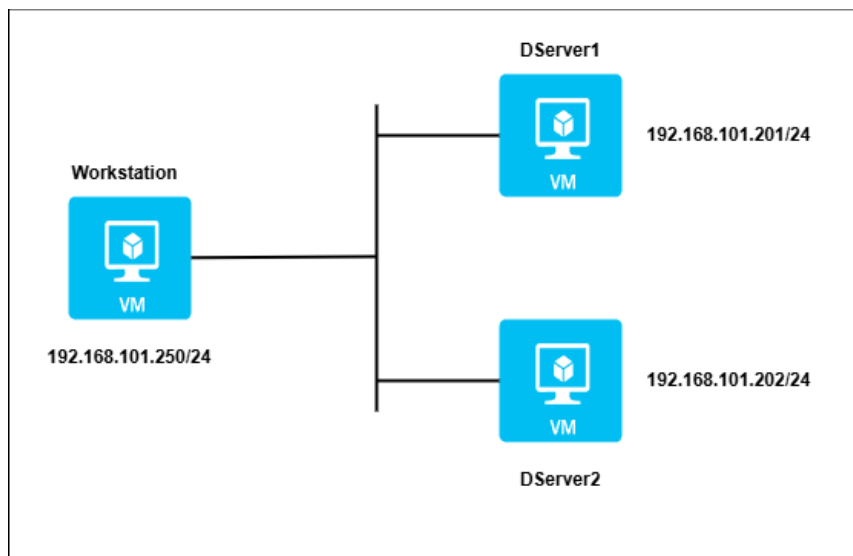 DServer1
VM
192.168.101.201/24
Workstation
VM
192.168.101.250/24
VM
192.168.101.202/24
DServer2